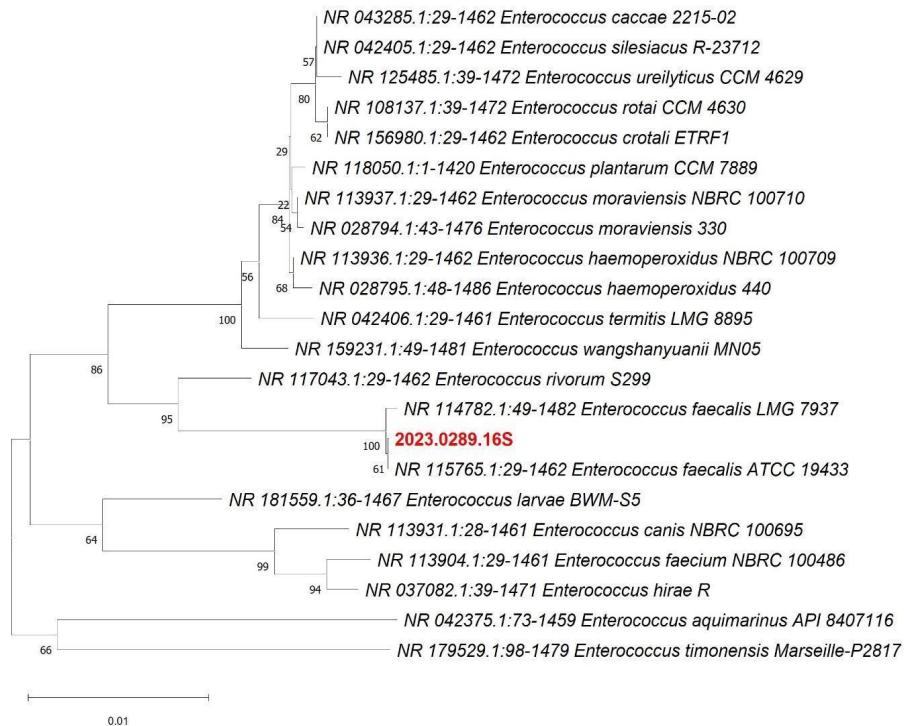 NR 043285.1:29-1462 Enterococcus caccae 2215-02
NR 042405.1:29-1462 Enterococcus silesiacus R-23712
57
NR 125485.1:39-1472 Enterococcus ureilyticus CCM 4629
80
NR 108137.1:39-1472 Enterococcus rotai CCM 4630
62
NR 156980.1:29-1462 Enterococcus crotali ETRF1
29
NR 118050.1:1-1420 Enterococcus plantarum CCM 7889
22
NR 113937.1:29-1462 Enterococcus moraviensis NBRC 100710
84
54
NR 028794.1:43-1476 Enterococcus moraviensis 330
NR 113936.1:29-1462 Enterococcus haemoperoxidus NBRC 100709
56
68
NR 028795.1:48-1486 Enterococcus haemoperoxidus 440
100
NR 042406.1:29-1461 Enterococcus termitis LMG 8895
NR 159231.1:49-1481 Enterococcus wangshanyuanii MN05
86
NR 117043.1:29-1462 Enterococcus rivorum S299
95
NR 114782.1:49-1482 Enterococcus faecalis LMG 7937
100
2023.0289.16S
61
NR 115765.1:29-1462 Enterococcus faecalis ATCC 19433
NR 181559.1:36-1467 Enterococcus larvae BWM-S5
64
NR 113931.1:28-1461 Enterococcus canis NBRC 100695
99
NR 113904.1:29-1461 Enterococcus faecium NBRC 100486
94
NR 037082.1:39-1471 Enterococcus hirae R
NR 042375.1:73-1459 Enterococcus aquimarinus API 8407116
66
NR 179529.1:98-1479 Enterococcus timonensis Marseille-P2817
0.01